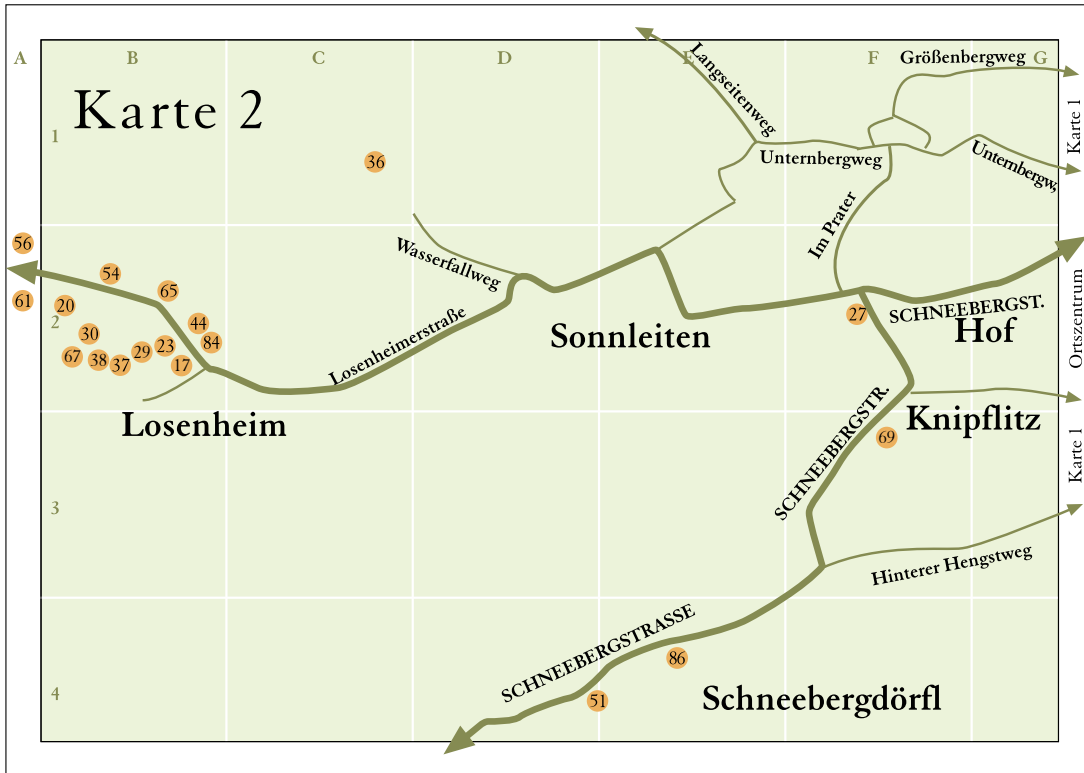 A
B
C
D
E
F
G
Größenbergweg
Langseitenweg
Karte 2
1
Karte 1
36
Unternbergweg
Unternbergw.
Im Prater
56
Wasserfallweg
54
65
61
20
2
44
27
SCHNEEBERGST.
Ortszentrum
30
84
Losenheimerstraße
Sonnleiten
Hof
67
38
37
29
23
17
Losenheim
SCHNEEBERGSTR.
Knipflitz
69
Karte 1
3
Hinterer Hengstweg
SCHNEEBERGSTRASSE
86
4
51
Schneebergdörfl